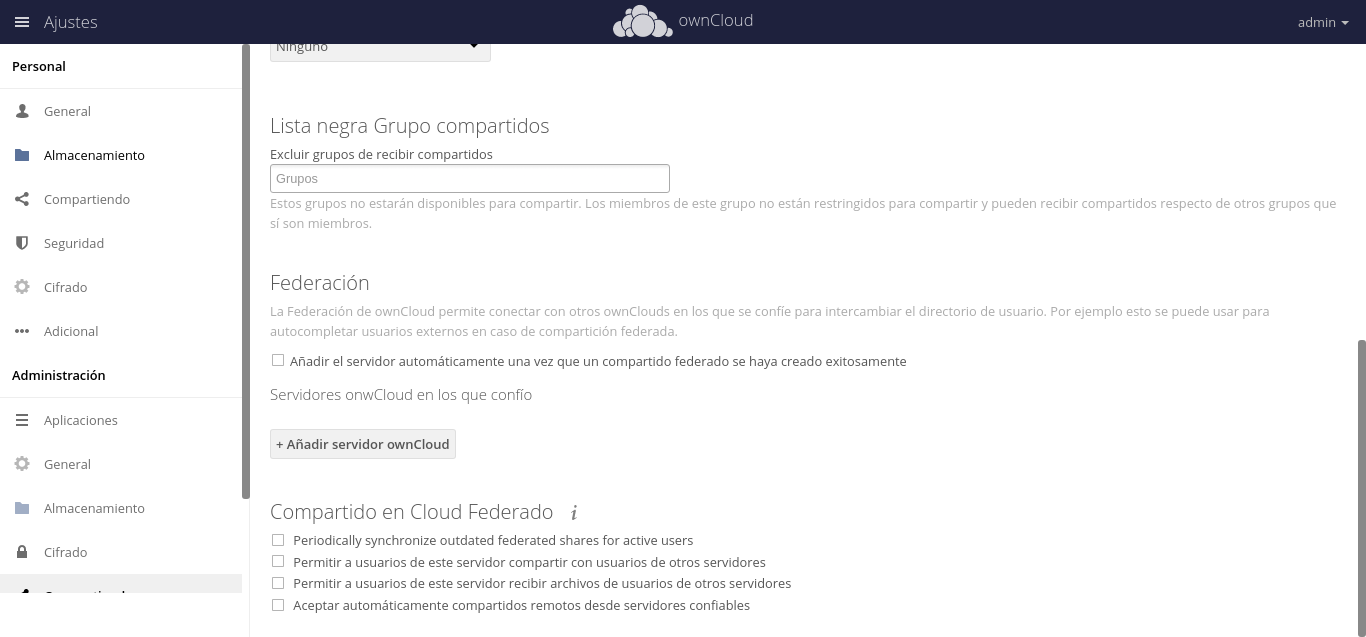 Ajustes
ownCloud
admin
Personal
General
Almacenamiento
Compartiendo
Seguridad
Cifrado
Adicional
Administración
Aplicaciones
General
Almacenamiento
Cifrado
Compartiendo
Ninguno
Lista negra Grupo compartidos
Excluir grupos de recibir compartidos
Grupos
Estos grupos no estarán disponibles para compartir. Los miembros de este grupo no están restringidos para compartir y pueden recibir compartidos respecto de otros grupos que
sí son miembros.
Federación
La Federación de ownCloud permite conectar con otros ownClouds en los que se confíe para intercambiar el directorio de usuario. Por ejemplo esto se puede usar para
autocompletar usuarios externos en caso de compartición federada.
Añadir el servidor automáticamente una vez que un compartido federado se haya creado exitosamente
Servidores onwCloud en los que confío
+ Añadir servidor ownCloud
Compartido en Cloud Federado i
Periodically synchronize outdated federated shares for active users
Permitir a usuarios de este servidor compartir con usuarios de otros servidores
Permitir a usuarios de este servidor recibir archivos de usuarios de otros servidores
Aceptar automáticamente compartidos remotos desde servidores confiables